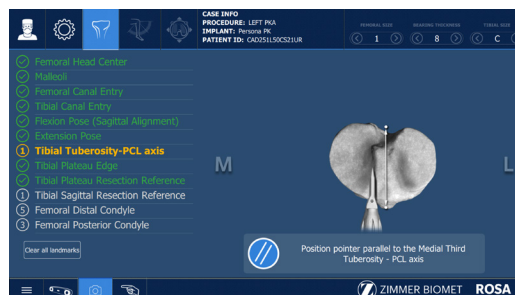 CASE INFO
PROCEDURE: LEFT PKA
IMPLANT: Persona PK
PATIENT ID: CAD251L50CS21UR
FEMORAL SIZE
1
BEARING THICKNESS
8
TIBIAL SIZE
C
Femoral Head Center
Malleoli
Femoral Canal Entry
Tibial Canal Entry
Flexion Pose (Sagittal Alignment)
Extension Pose
1 Tibial Tuberosity-PCL axis
Tibial Plateau Edge
Tibial Plateau Resection Reference
1 Tibial Sagittal Resection Reference
5 Femoral Distal Condyle
3 Femoral Posterior Condyle
Clear all landmarks
M
L
Position pointer parallel to the Medial Third
Tuberosity - PCL axis
ZIMMER BIOMET
ROSA